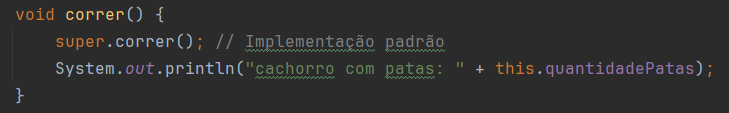 void correr() {
super.correr(); // Implementação padrão
System.out.println("cachorro com patas: " + this.quantidadePatas);
}